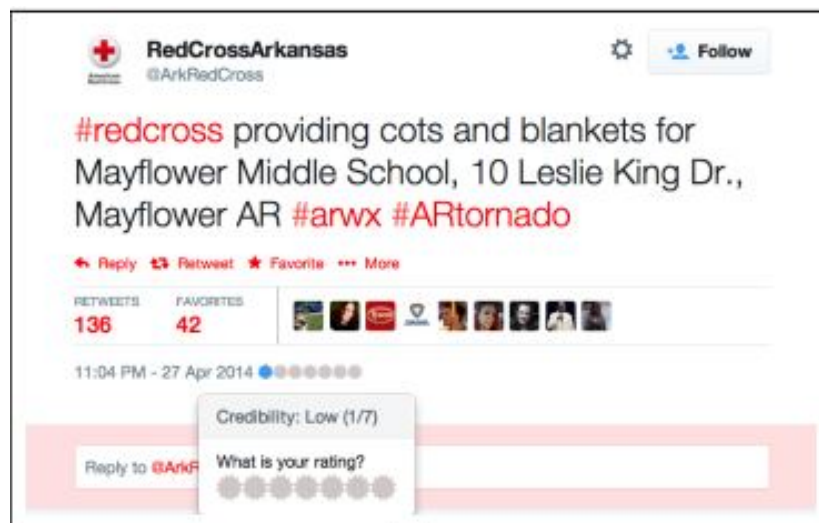 RedCrossArkansas
@ArkRedCross
Follow
#redcross providing cots and blankets for
Mayflower Middle School, 10 Leslie King Dr.,
Mayflower AR #arwx #ARtornado
Reply Retweet Favorite ••• More
RETWEETS FAVORITES
136 42
11:04 PM - 27 Apr 2014
Credibility: Low (1/7)
What is your rating?
Reply to @ArkR